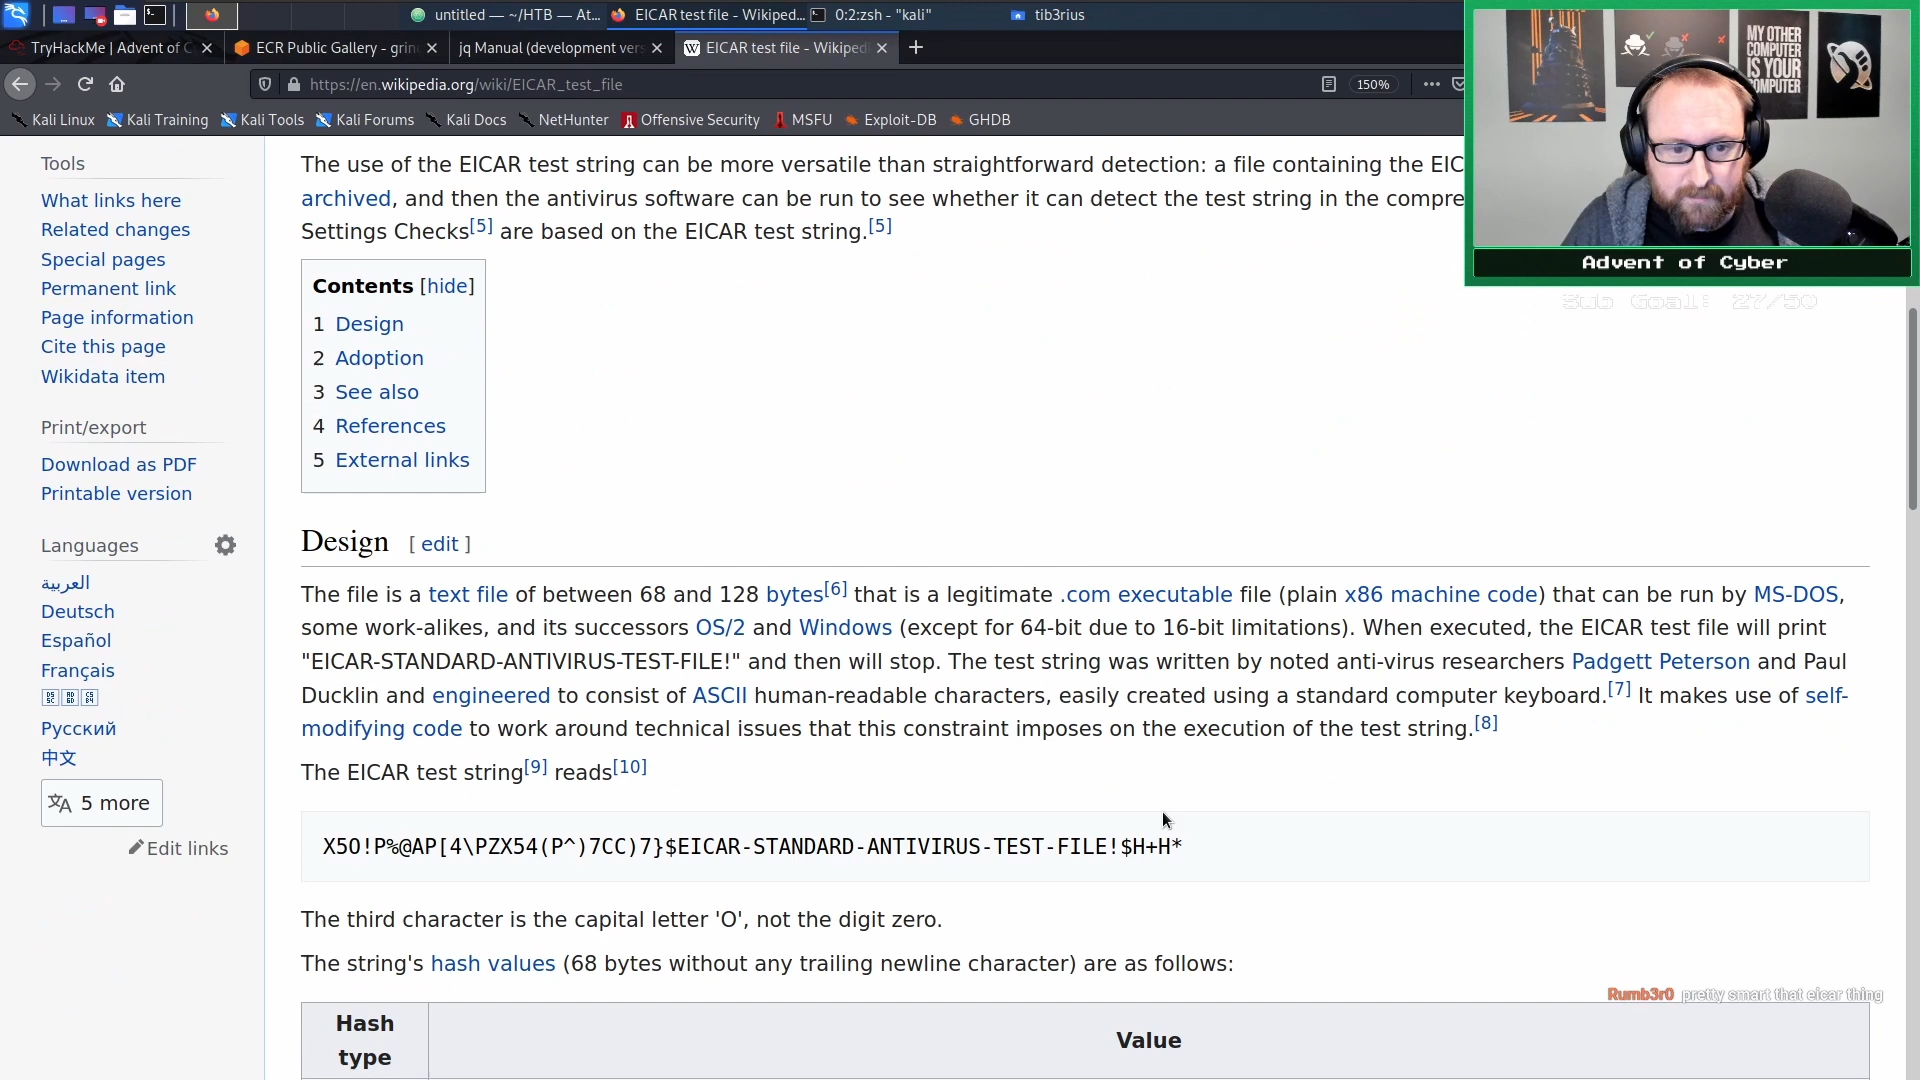 untitled — ~/HTB — At...
EICAR test file - Wikiped...
0:2:zsh - "kali"
tib3rius
TryHackMe | Advent of C
ECR Public Gallery - grin
jq Manual (development ver
EICAR test file - Wikiped
https://en.wikipedia.org/wiki/EICAR_test_file
150%
Kali Linux
Kali Training
Kali Tools
Kali Forums
Kali Docs
NetHunter
Offensive Security
MSFU
Exploit-DB
GHDB
MY OTHER
COMPUTER
IS YOUR
COMPUTER
Advent of Cyber
Sub Goal: 27/50
Tools
What links here
Related changes
Special pages
Permanent link
Page information
Cite this page
Wikidata item
Print/export
Download as PDF
Printable version
Languages
العربية
Deutsch
Español
Français
Русский
中文
5 more
Edit links
The use of the EICAR test string can be more versatile than straightforward detection: a file containing the EIC
archived, and then the antivirus software can be run to see whether it can detect the test string in the compre
Settings Checks[5] are based on the EICAR test string.[5]
Contents [hide]
1 Design
2 Adoption
3 See also
4 References
5 External links
Design [ edit ]
The file is a text file of between 68 and 128 bytes[6] that is a legitimate .com executable file (plain x86 machine code) that can be run by MS-DOS,
some work-alikes, and its successors OS/2 and Windows (except for 64-bit due to 16-bit limitations). When executed, the EICAR test file will print
"EICAR-STANDARD-ANTIVIRUS-TEST-FILE!" and then will stop. The test string was written by noted anti-virus researchers Padgett Peterson and Paul
Ducklin and engineered to consist of ASCII human-readable characters, easily created using a standard computer keyboard.[7] It makes use of self-
modifying code to work around technical issues that this constraint imposes on the execution of the test string.[8]
The EICAR test string[9] reads[10]
X5O!P%@AP[4\PZX54(P^)7CC)7}$EICAR-STANDARD-ANTIVIRUS-TEST-FILE!$H+H*
The third character is the capital letter 'O', not the digit zero.
The string's hash values (68 bytes without any trailing newline character) are as follows:
Rumb3r0 pretty smart that eicar thing
Hash
type
Value